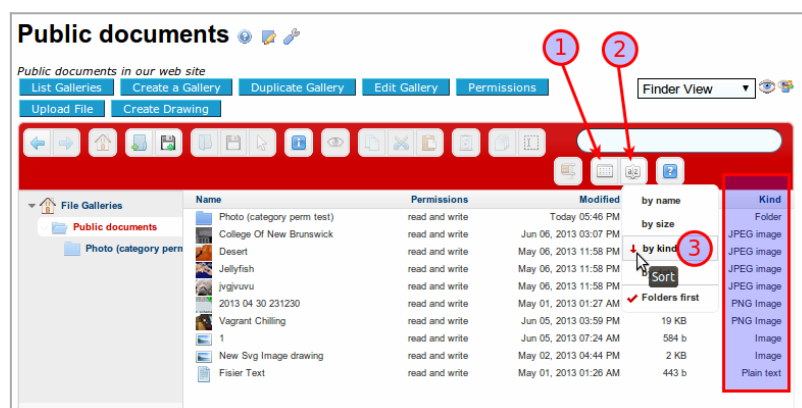 Public documents
Public documents in our web site
List Galleries Create a Gallery Duplicate Gallery Edit Gallery Permissions
Upload File Create Drawing
Finder View
1
2
File Galleries
Public documents
Photo (category perm
Name Permissions Modified Kind
Photo (category perm test) read and write Today 05:46 PM Folder
College Of New Brunswick read and write Jun 06, 2013 03:07 PM JPEG image
Desert read and write May 06, 2013 11:58 PM JPEG image
Jellyfish read and write May 06, 2013 11:58 PM JPEG image
jvgjvuvu read and write May 06, 2013 11:58 PM JPEG image
2013 04 30 231230 read and write May 01, 2013 01:27 AM PNG Image
Vagrant Chilling read and write Jun 05, 2013 03:59 PM 19 KB PNG Image
1 read and write Jun 05, 2013 07:24 AM 584 b Image
New Svg Image drawing read and write May 02, 2013 04:44 PM 2 KB Image
Fisier Text read and write May 01, 2013 01:26 AM 443 b Plain text
by name
by size
by kind
3
Sort
Folders first